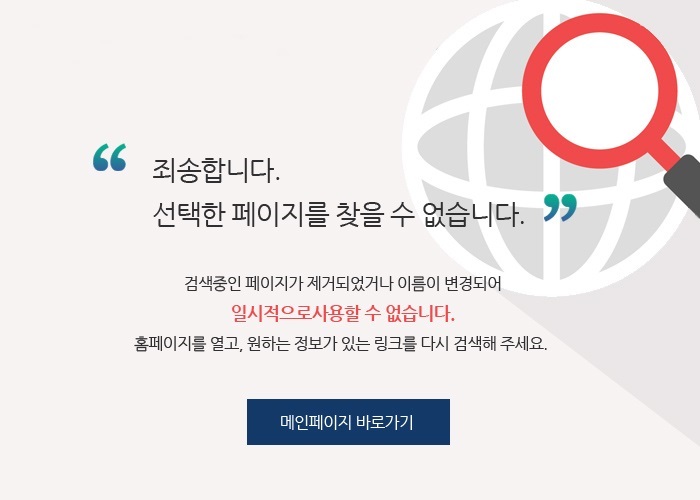 “ 죄송합니다.
선택한 페이지를 찾을 수 없습니다. ”
검색중인 페이지가 제거되었거나 이름이 변경되어
일시적으로사용할 수 없습니다.
홈페이지를 열고, 원하는 정보가 있는 링크를 다시 검색해 주세요.
메인페이지 바로가기